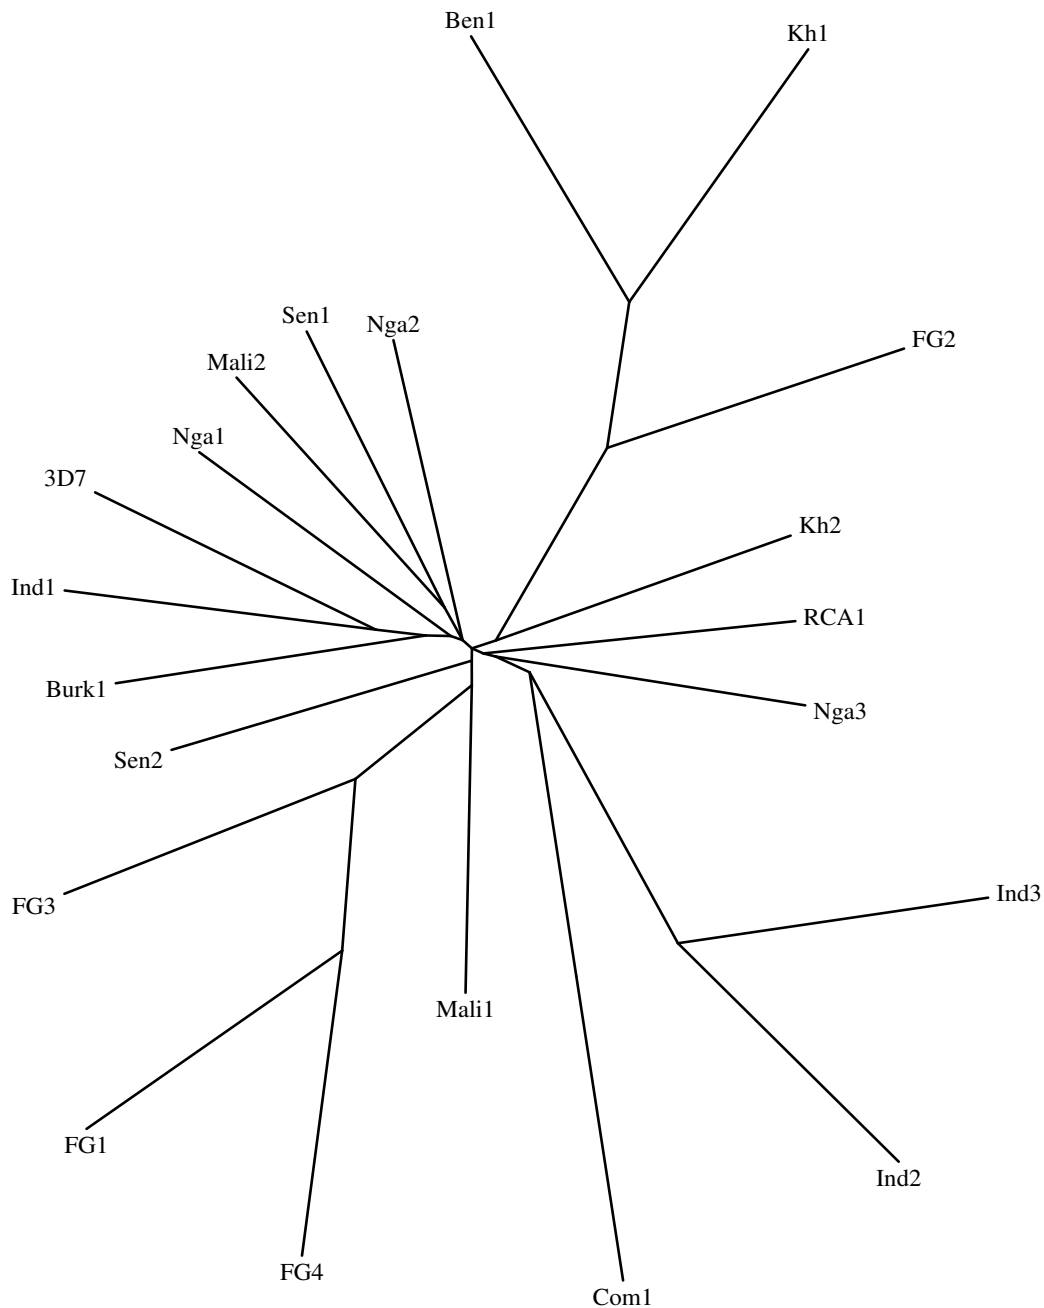 Ben1
Kh1
Sen1
Nga2
FG2
Mali2
Nga1
3D7
Kh2
Ind1
RCA1
Burk1
Nga3
Sen2
Ind3
FG3
Mali1
FG1
Ind2
FG4
Com1